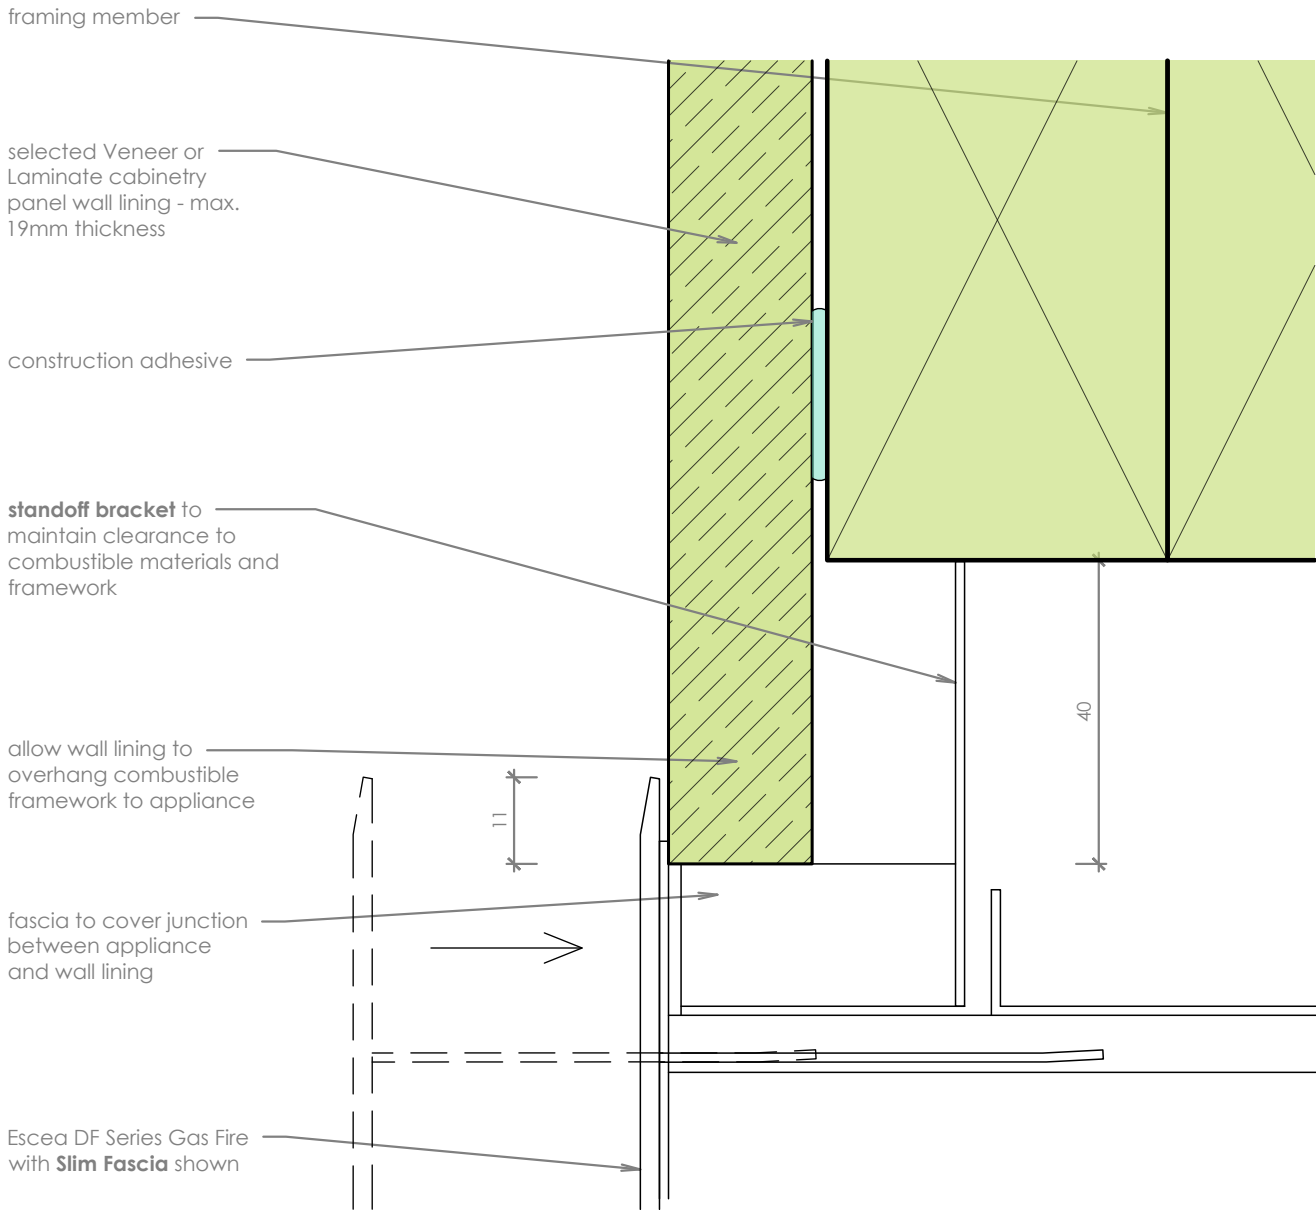 framing member
selected Veneer or
Laminate cabinetry
panel wall lining - max.
19mm thickness
construction adhesive
standoff bracket to
maintain clearance to
combustible materials and
framework
40
allow wall lining to
overhang combustible
framework to appliance
11
fascia to cover junction
between appliance
and wall lining
Escea DF Series Gas Fire
with Slim Fascia shown